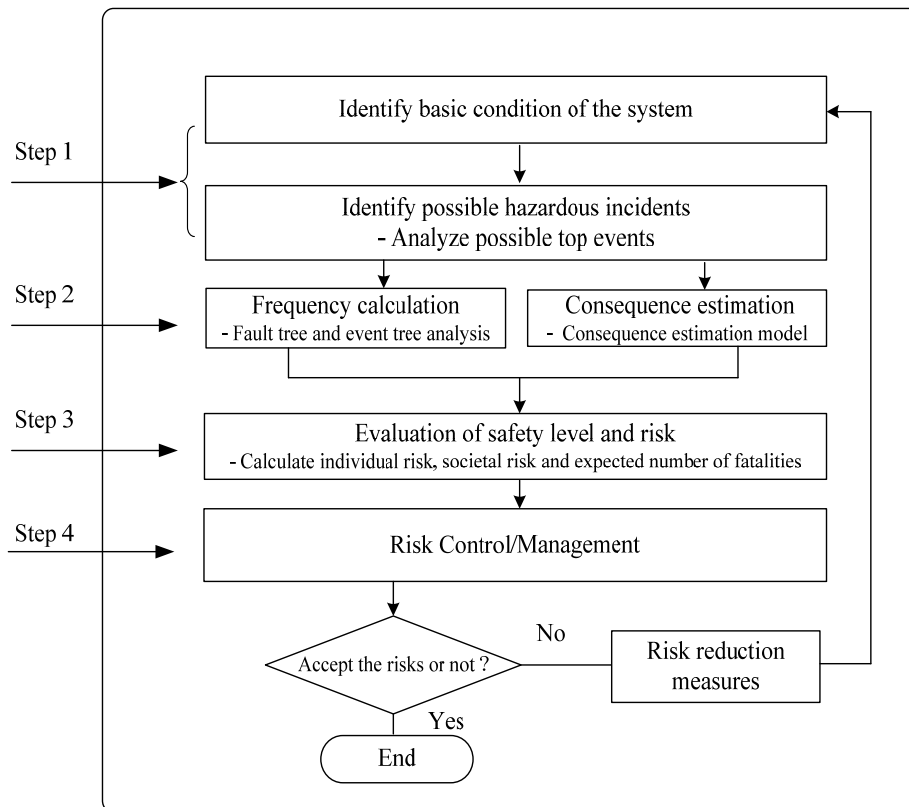 Identify basic condition of the system
Step 1
Identify possible hazardous incidents
- Analyze possible top events
Step 2
Frequency calculation
- Fault tree and event tree analysis
Consequence estimation
- Consequence estimation model
Step 3
Evaluation of safety level and risk
- Calculate individual risk, societal risk and expected number of fatalities
Step 4
Risk Control/Management
Accept the risks or not ?
No
Risk reduction
measures
Yes
End